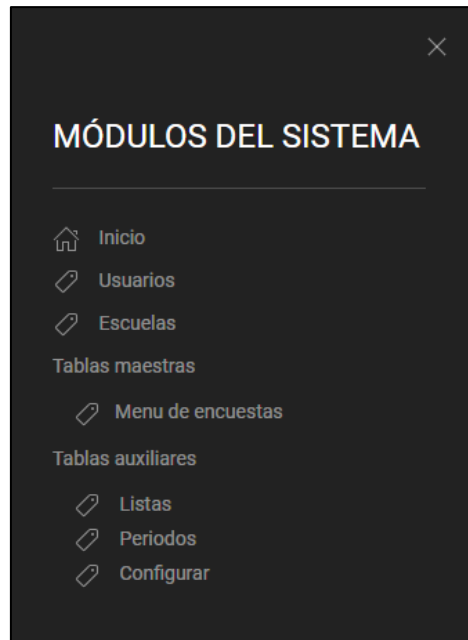 MÓDULOS DEL SISTEMA
Inicio
Usuarios
Escuelas
Tablas maestras
Menu de encuestas
Tablas auxiliares
Listas
Periodos
Configurar